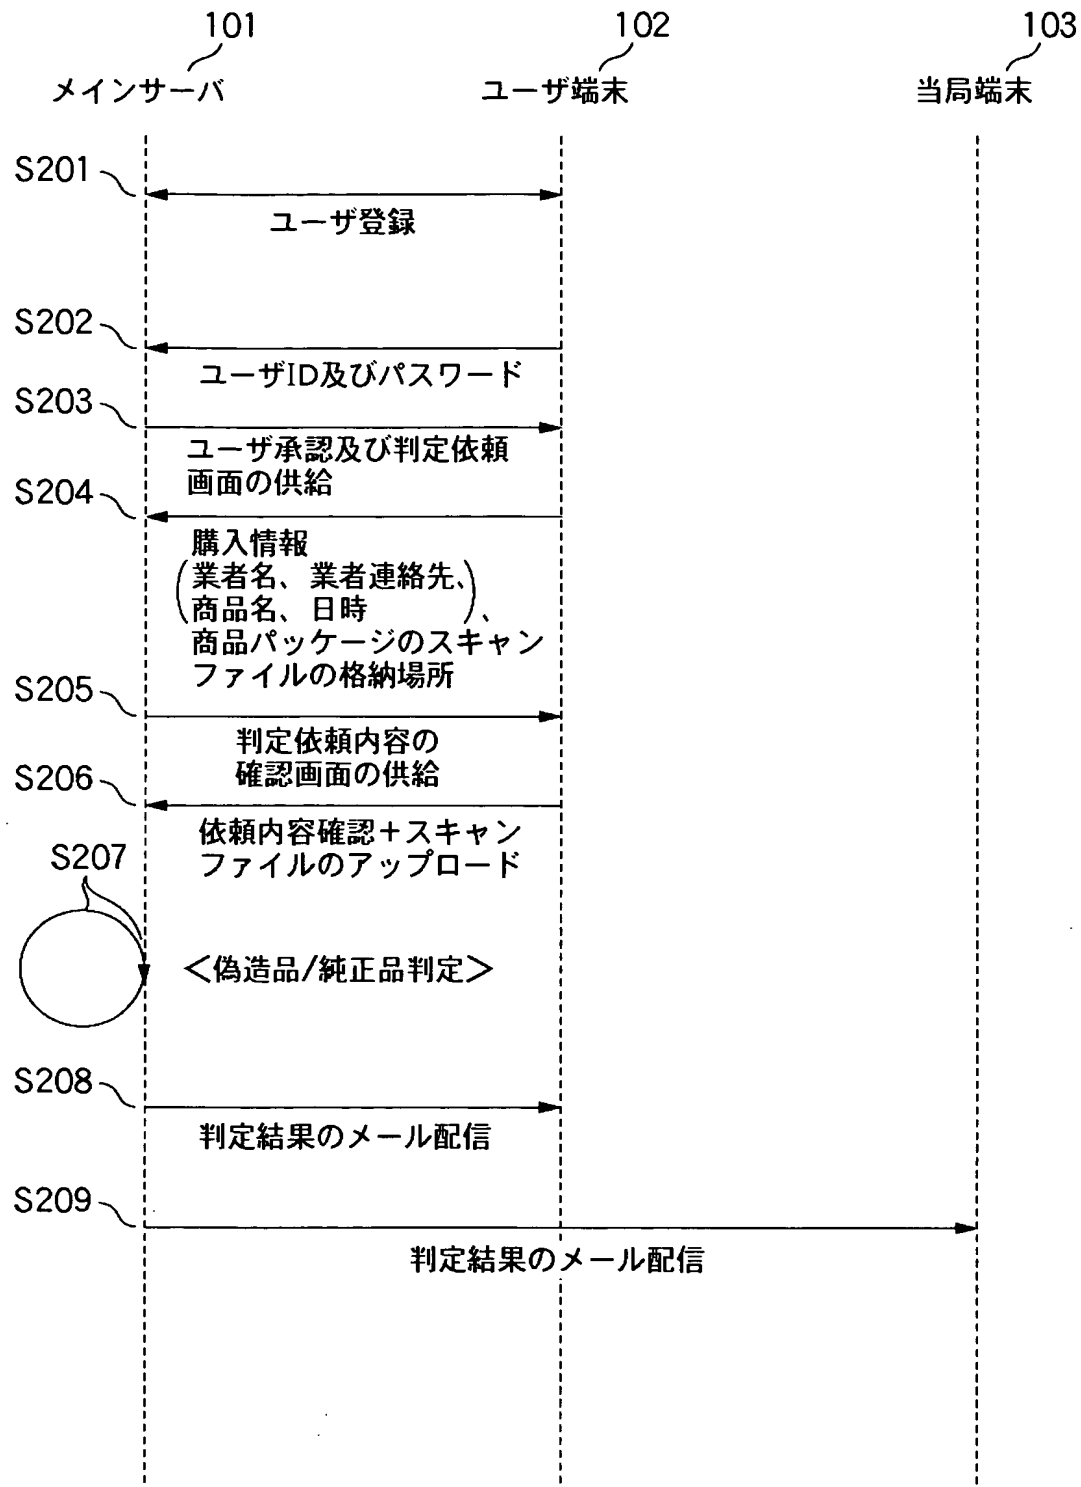 101
102
103
メインサーバ
ユーザ端末
当局端末
S201
ユーザ登録
S202
ユーザID及びパスワード
S203
ユーザ承認及び判定依頼
画面の供給
S204
購入情報
(業者名、業者連絡先、
商品名、日時)、
商品パッケージのスキャン
ファイルの格納場所
S205
判定依頼内容の
確認画面の供給
S206
依頼内容確認+スキャン
ファイルのアップロード
S207
<偽造品/純正品判定>
S208
判定結果のメール配信
S209
判定結果のメール配信